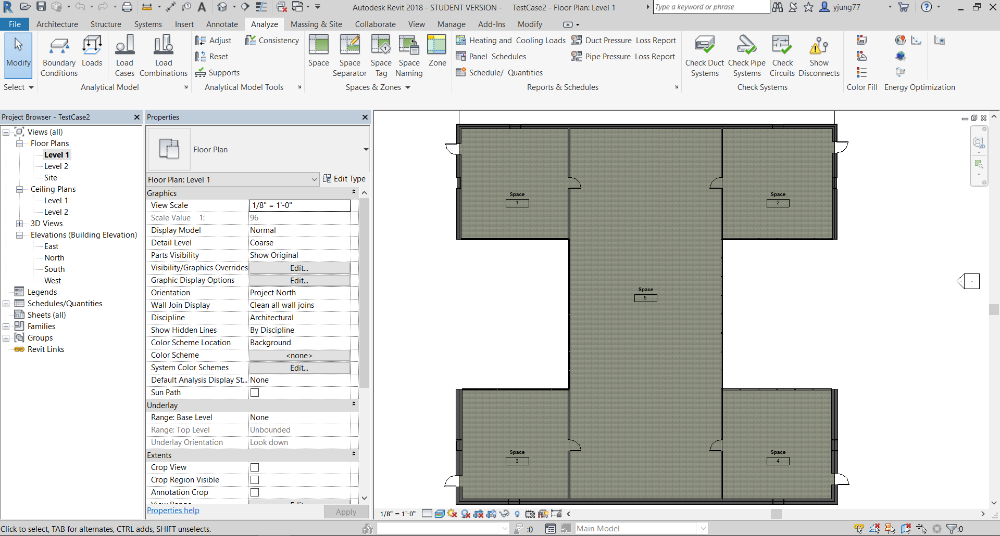 Autodesk Revit 2018 - STUDENT VERSION - TestCase2 - Floor Plan: Level 1
Type a keyword or phrase
yjung77
File Architecture Structure Systems Insert Annotate Analyze Massing & Site Collaborate View Manage Add-Ins Modify
Modify
Select
Boundary Conditions
Loads
Load Cases
Load Combinations
Analytical Model
Adjust
Reset
Supports
Consistency
Analytical Model Tools
Space
Space Separator
Space Tag
Space Naming
Zone
Spaces & Zones
Heating and Cooling Loads
Panel Schedules
Schedule/ Quantities
Duct Pressure Loss Report
Pipe Pressure Loss Report
Reports & Schedules
Check Duct Systems
Check Pipe Systems
Check Circuits
Show Disconnects
Check Systems
Color Fill
Energy Optimization
Project Browser - TestCase2
Views (all)
Floor Plans
Level 1
Level 2
Site
Ceiling Plans
Level 1
Level 2
3D Views
Elevations (Building Elevation)
East
North
South
West
Legends
Schedules/Quantities
Sheets (all)
Families
Groups
Revit Links
Properties
Floor Plan
Floor Plan: Level 1
Edit Type
Graphics
View Scale 1/8" = 1'-0"
Scale Value 1: 96
Display Model Normal
Detail Level Coarse
Parts Visibility Show Original
Visibility/Graphics Overrides Edit...
Graphic Display Options Edit...
Orientation Project North
Wall Join Display Clean all wall joins
Discipline Architectural
Show Hidden Lines By Discipline
Color Scheme Location Background
Color Scheme <none>
System Color Schemes Edit...
Default Analysis Display St... None
Sun Path
Underlay
Range: Base Level None
Range: Top Level Unbounded
Underlay Orientation Look down
Extents
Crop View
Crop Region Visible
Annotation Crop
View Range Edit...
Properties help
Apply
Space
1
Space
2
Space
5
Space
3
Space
4
2D
1/8" = 1'-0"
Click to select, TAB for alternates, CTRL adds, SHIFT unselects.
:0
Main Model
:0